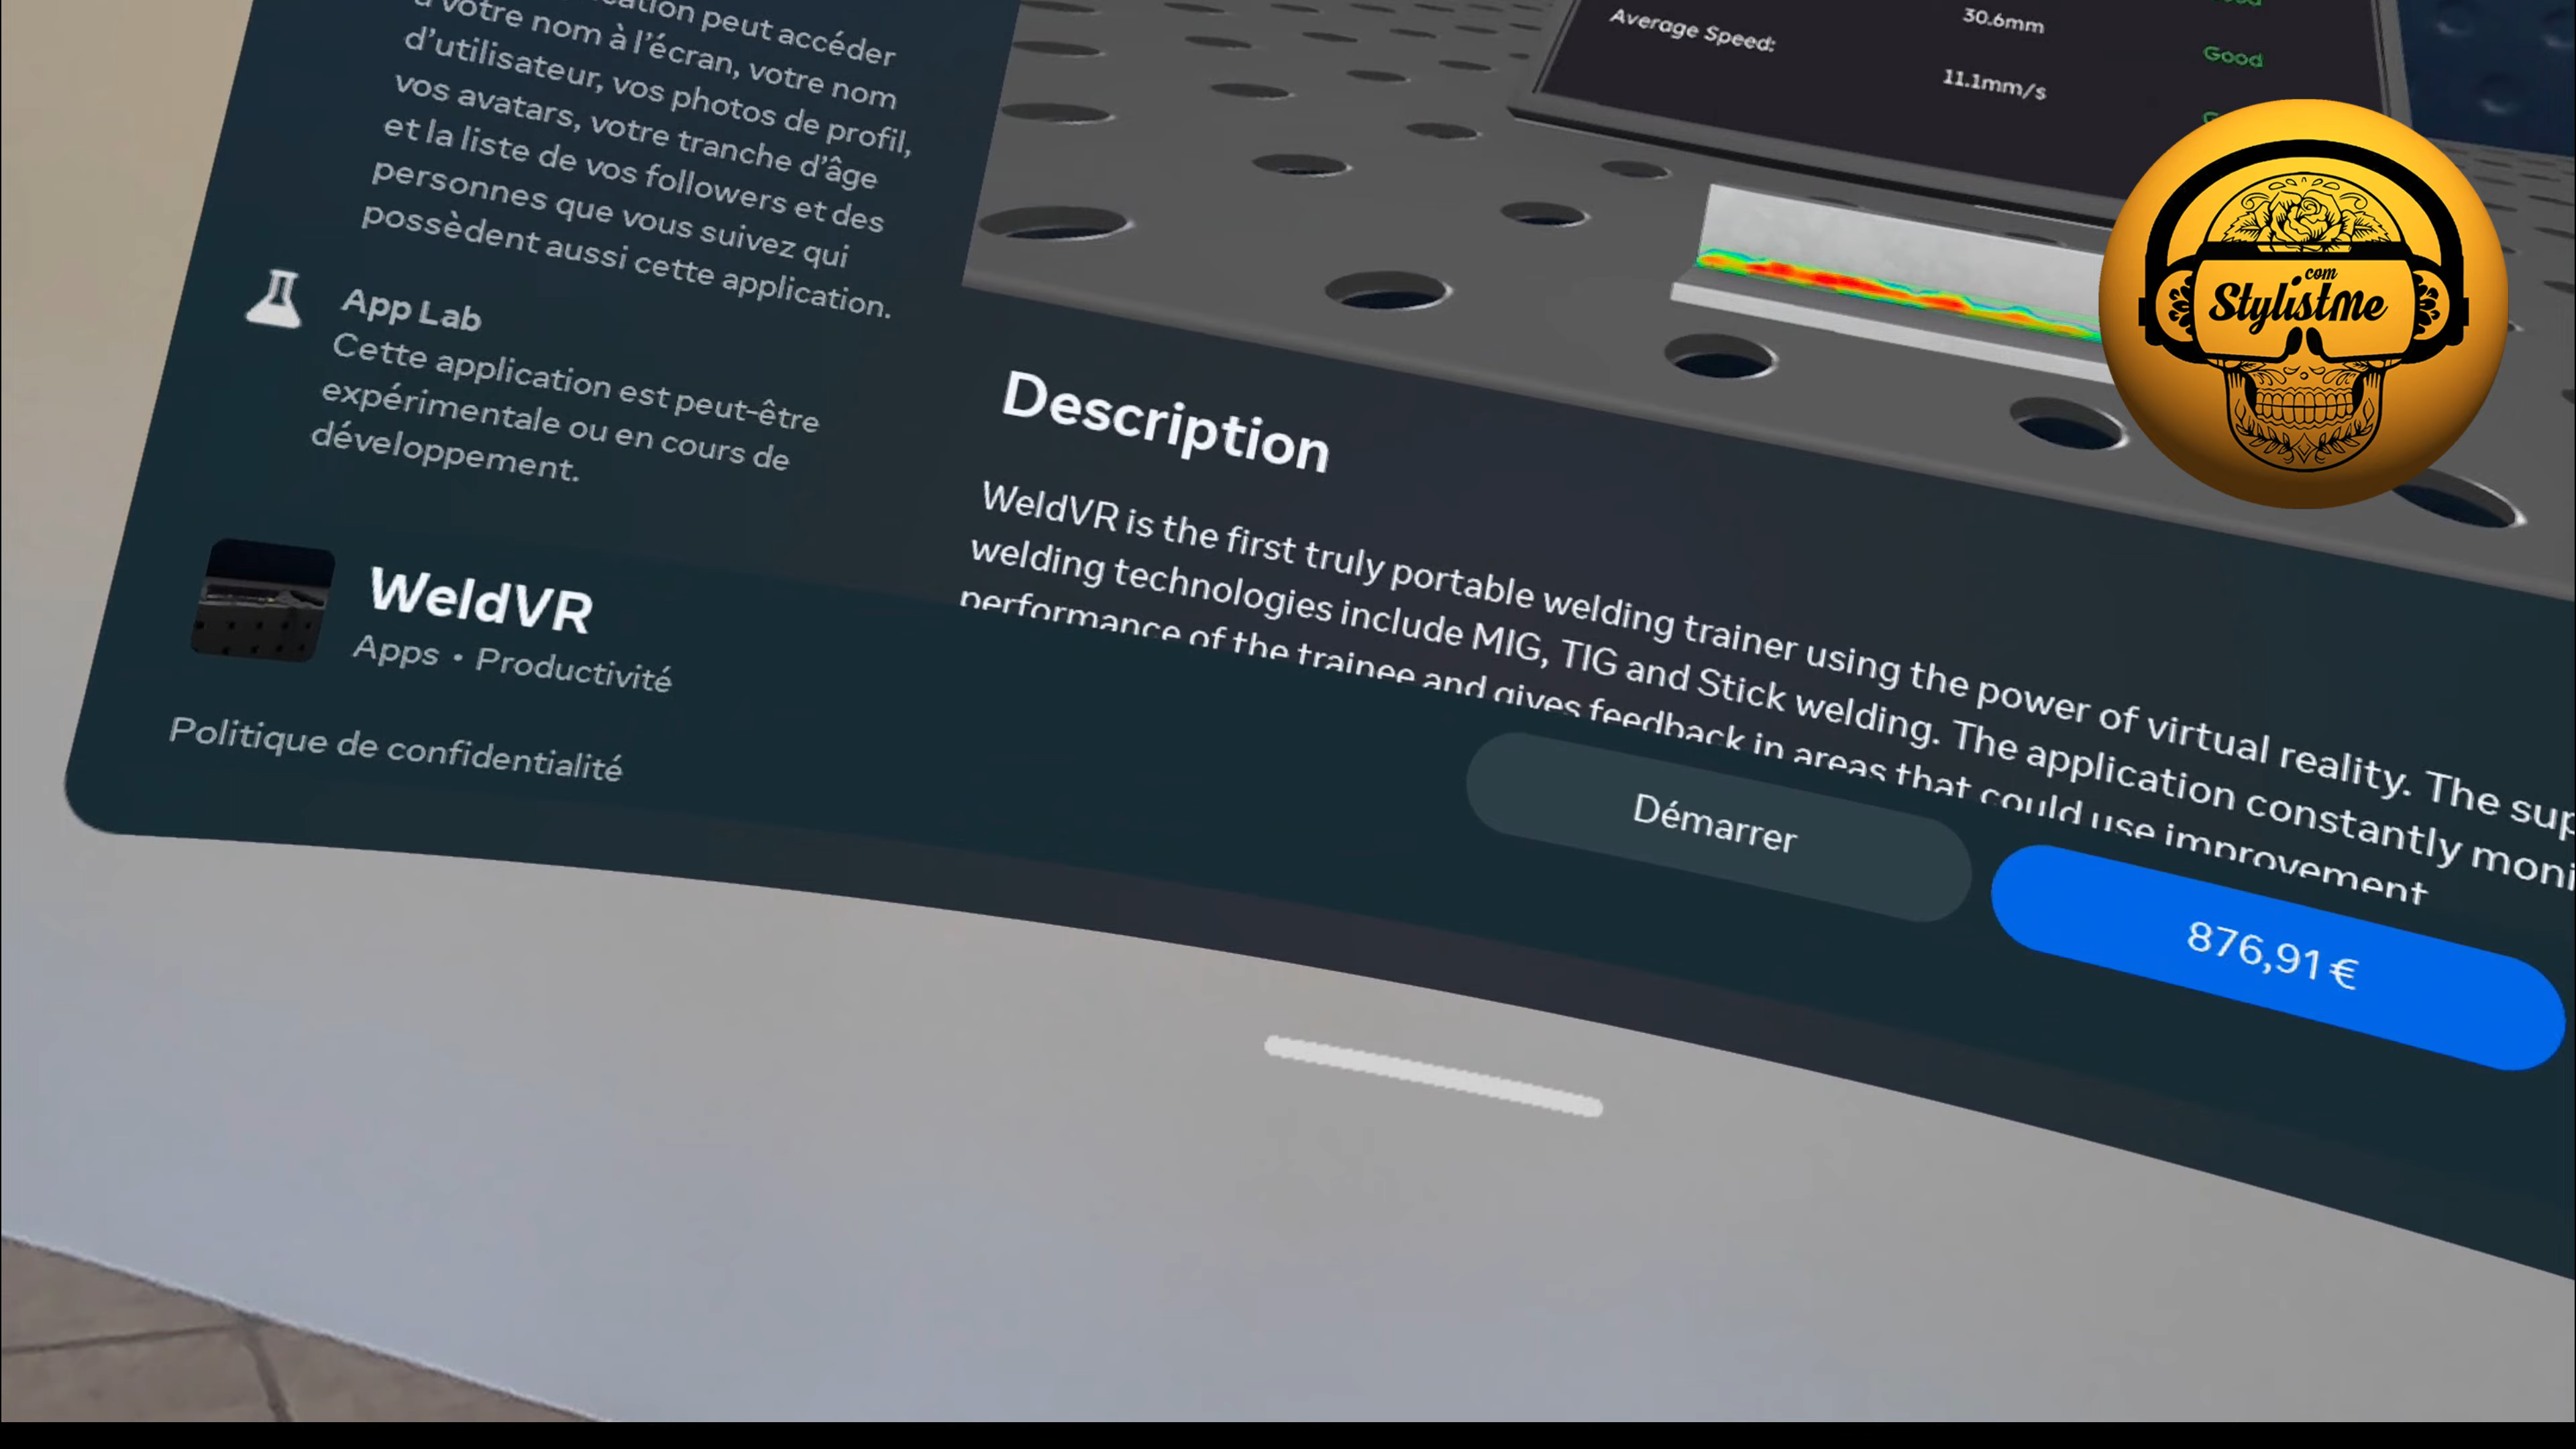 peut accéder
votre nom à l'écran, votre nom
d'utilisateur, vos photos de profil,
vos avatars, votre tranche d'âge
et la liste de vos followers et des
personnes que vous suivez qui
possèdent aussi cette application.
App Lab
Cette application est peut-être
expérimentale ou en cours de
développement.
WeldVR
Apps • Productivité
Politique de confidentialité
30.6mm
Good
Average Speed:
11.1mm/s
.com
StylistMe
Description
WeldVR is the first truly portable welding trainer using the power of virtual reality. The
welding technologies include MIG, TIG and Stick welding. The application constantly
performance of the trainee and gives feedback in areas that could use improvement
Démarrer
876,91 €